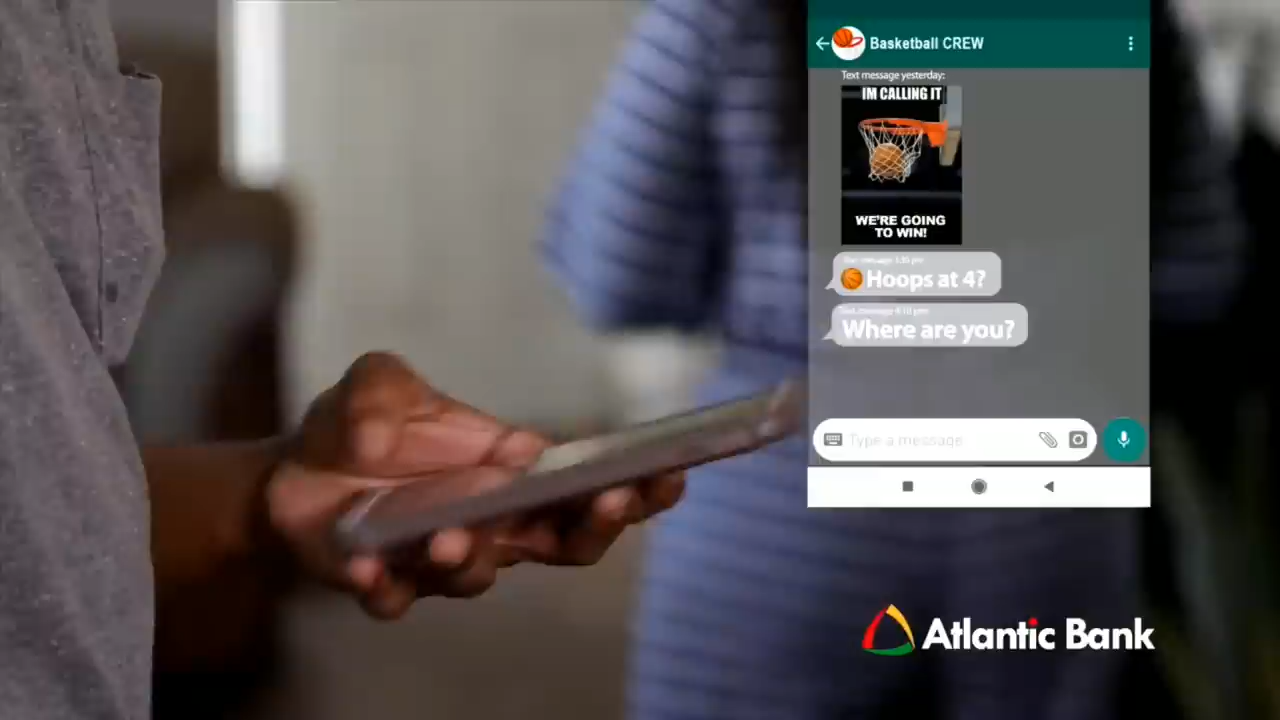 Basketball CREW
Text message yesterday:
IM CALLING IT
WE'RE GOING
TO WIN!
Hoops at 4?
Where are you?
Type a message
Atlantic Bank